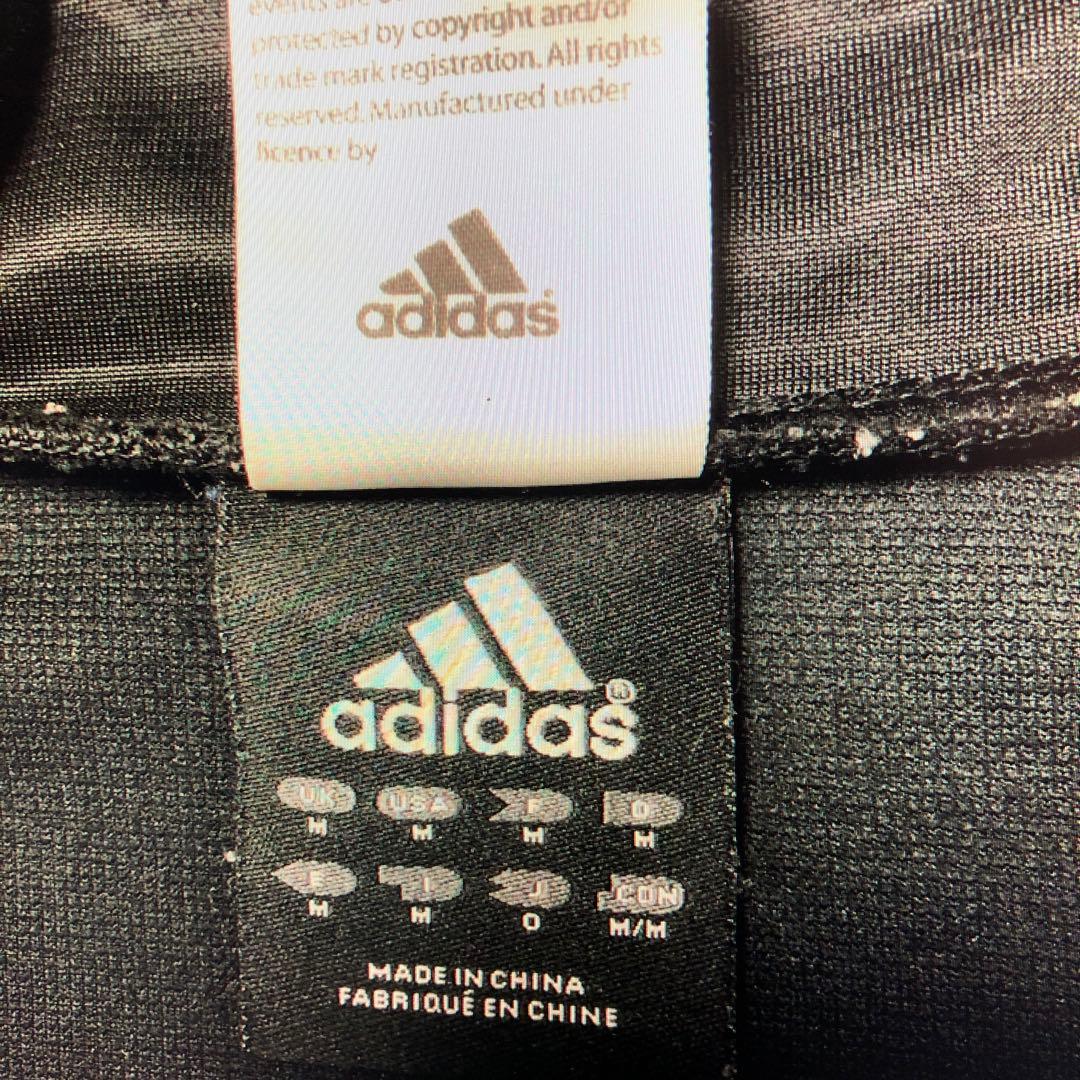 events are
protected by copyright and/or
trade mark registration. All rights
reserved. Manufactured under
licence by
adidas
adidas®
UK USA F D
M M M M
E I J CDN
M M O M/M
MADE IN CHINA
FABRIQUÉ EN CHINE